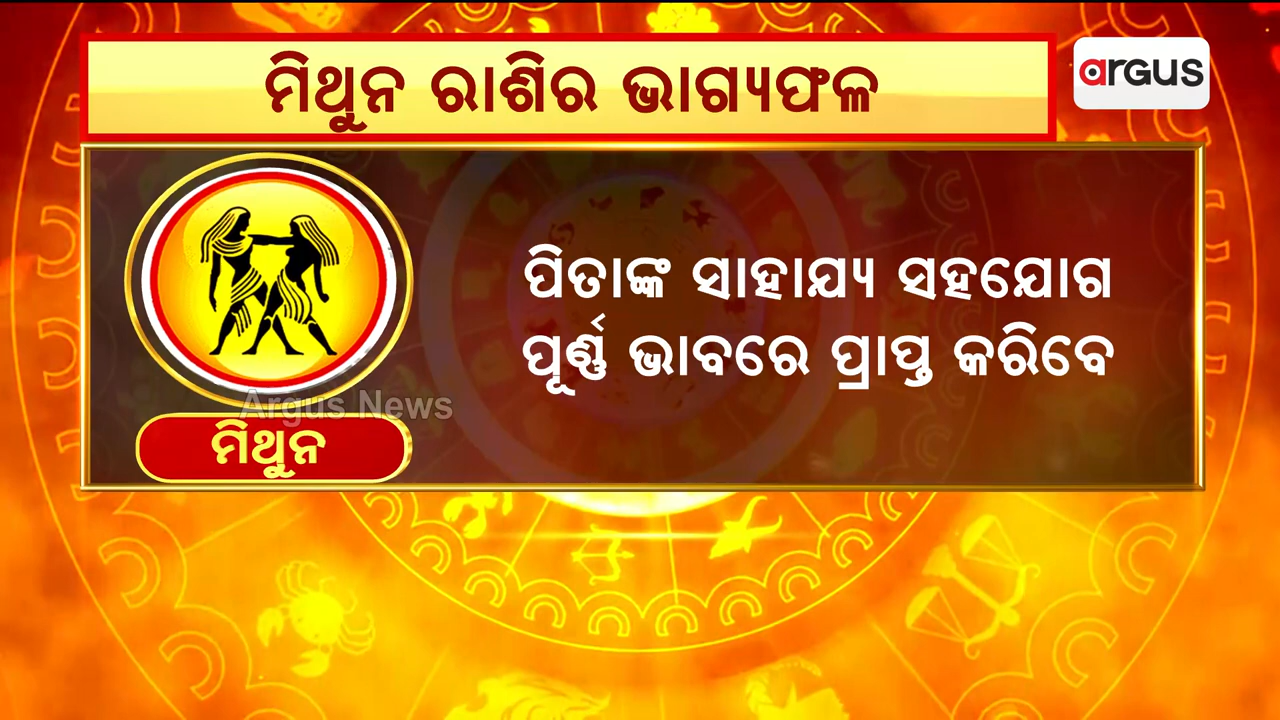 ମିଥୁନ ରାଶିର ଭାଗ୍ୟଫଳ
argus
ପିତାଙ୍କ ସାହାଯ୍ୟ ସହଯୋଗ
ପୂର୍ଣ୍ଣ ଭାବରେ ପ୍ରାପ୍ତ କରିବେ
Argus News
ମିଥୁନ